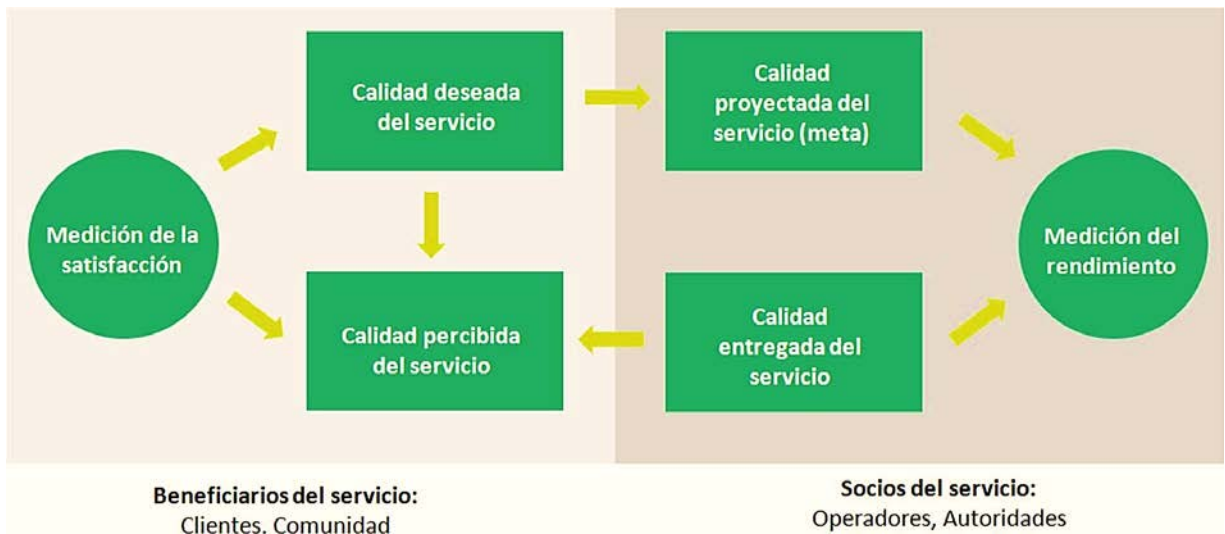 Calidad deseada
del servicio
Calidad
proyectada del
servicio (meta)
Medición de la
satisfacción
Medición del
rendimiento
Calidad percibida
del servicio
Calidad
entregada del
servicio
Beneficiarios del servicio:
Clientes, Comunidad
Socios del servicio:
Operadores, Autoridades